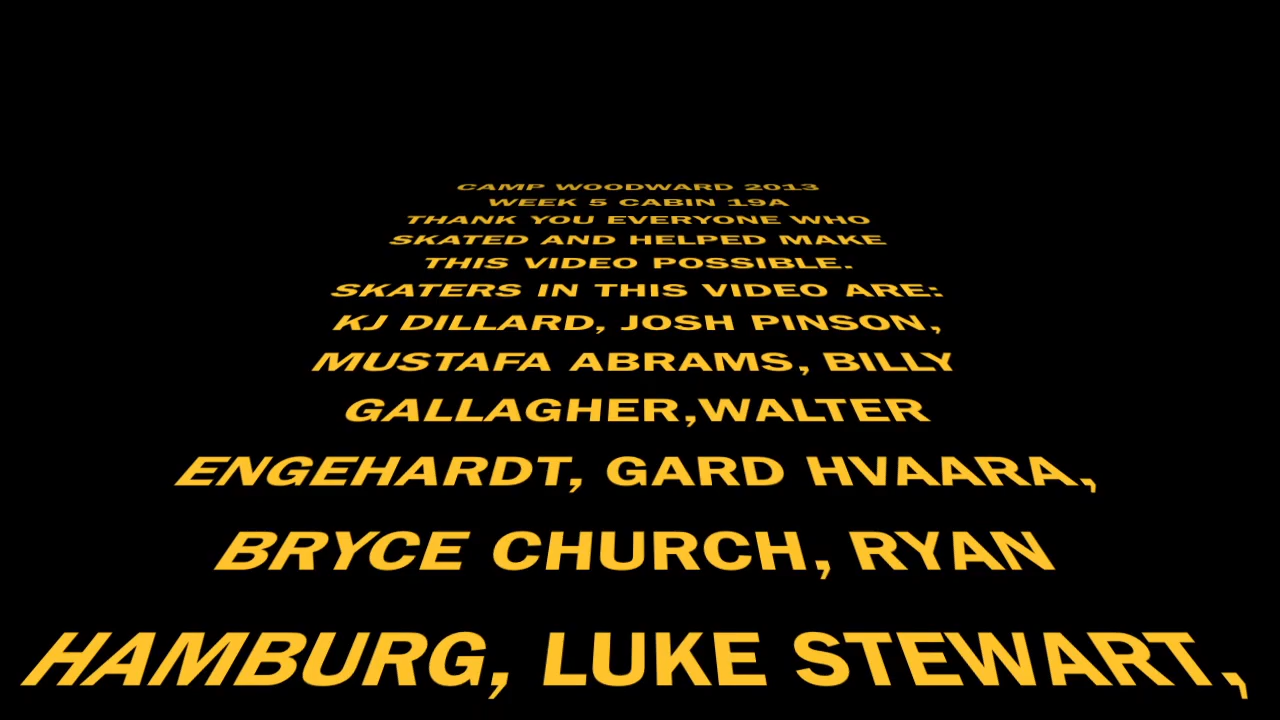 CAMP WOODWARD 2013
WEEK 5 CABIN 19A
THANK YOU EVERYONE WHO
SKATED AND HELPED MAKE
THIS VIDEO POSSIBLE.
SKATERS IN THIS VIDEO ARE:
KJ DILLARD, JOSH PINSON,
MUSTAFA ABRAMS, BILLY
GALLAGHER,WALTER
ENGEHARDT, GARD HVAARA,
BRYCE CHURCH, RYAN
HAMBURG, LUKE STEWART,